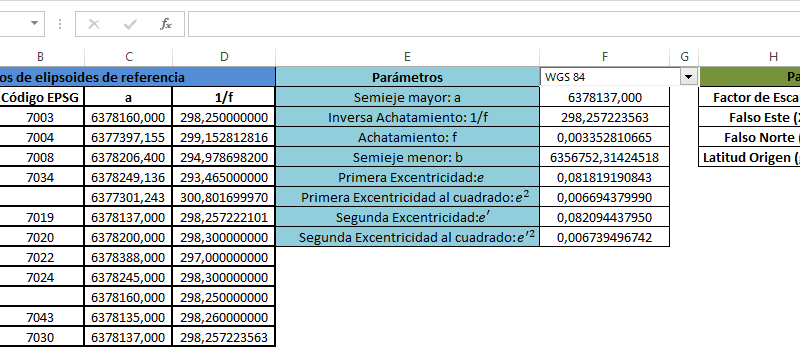 fx
B C D E F G H
os de elipsoides de referencia Parámetros WGS 84 Pa
Código EPSG a 1/f Semieje mayor: a 6378137,000 Factor de Esca
7003 6378160,000 298,250000000 Inversa Achatamiento: 1/f 298,257223563 Falso Este (
7004 6377397,155 299,152812816 Achatamiento: f 0,003352810665 Falso Norte (
7008 6378206,400 294,978698200 Semieje menor: b 6356752,31424518 Latitud Origen (
7034 6378249,136 293,465000000 Primera Excentricidad:e 0,081819190843
6377301,243 300,801699970 Primera Excentricidad al cuadrado:e² 0,006694379990
7019 6378137,000 298,257222101 Segunda Excentricidad:e′ 0,082094437950
7020 6378200,000 298,300000000 Segunda Excentricidad al cuadrado:e′² 0,006739496742
7022 6378388,000 297,000000000
7024 6378245,000 298,300000000
6378160,000 298,250000000
7043 6378135,000 298,260000000
7030 6378137,000 298,257223563